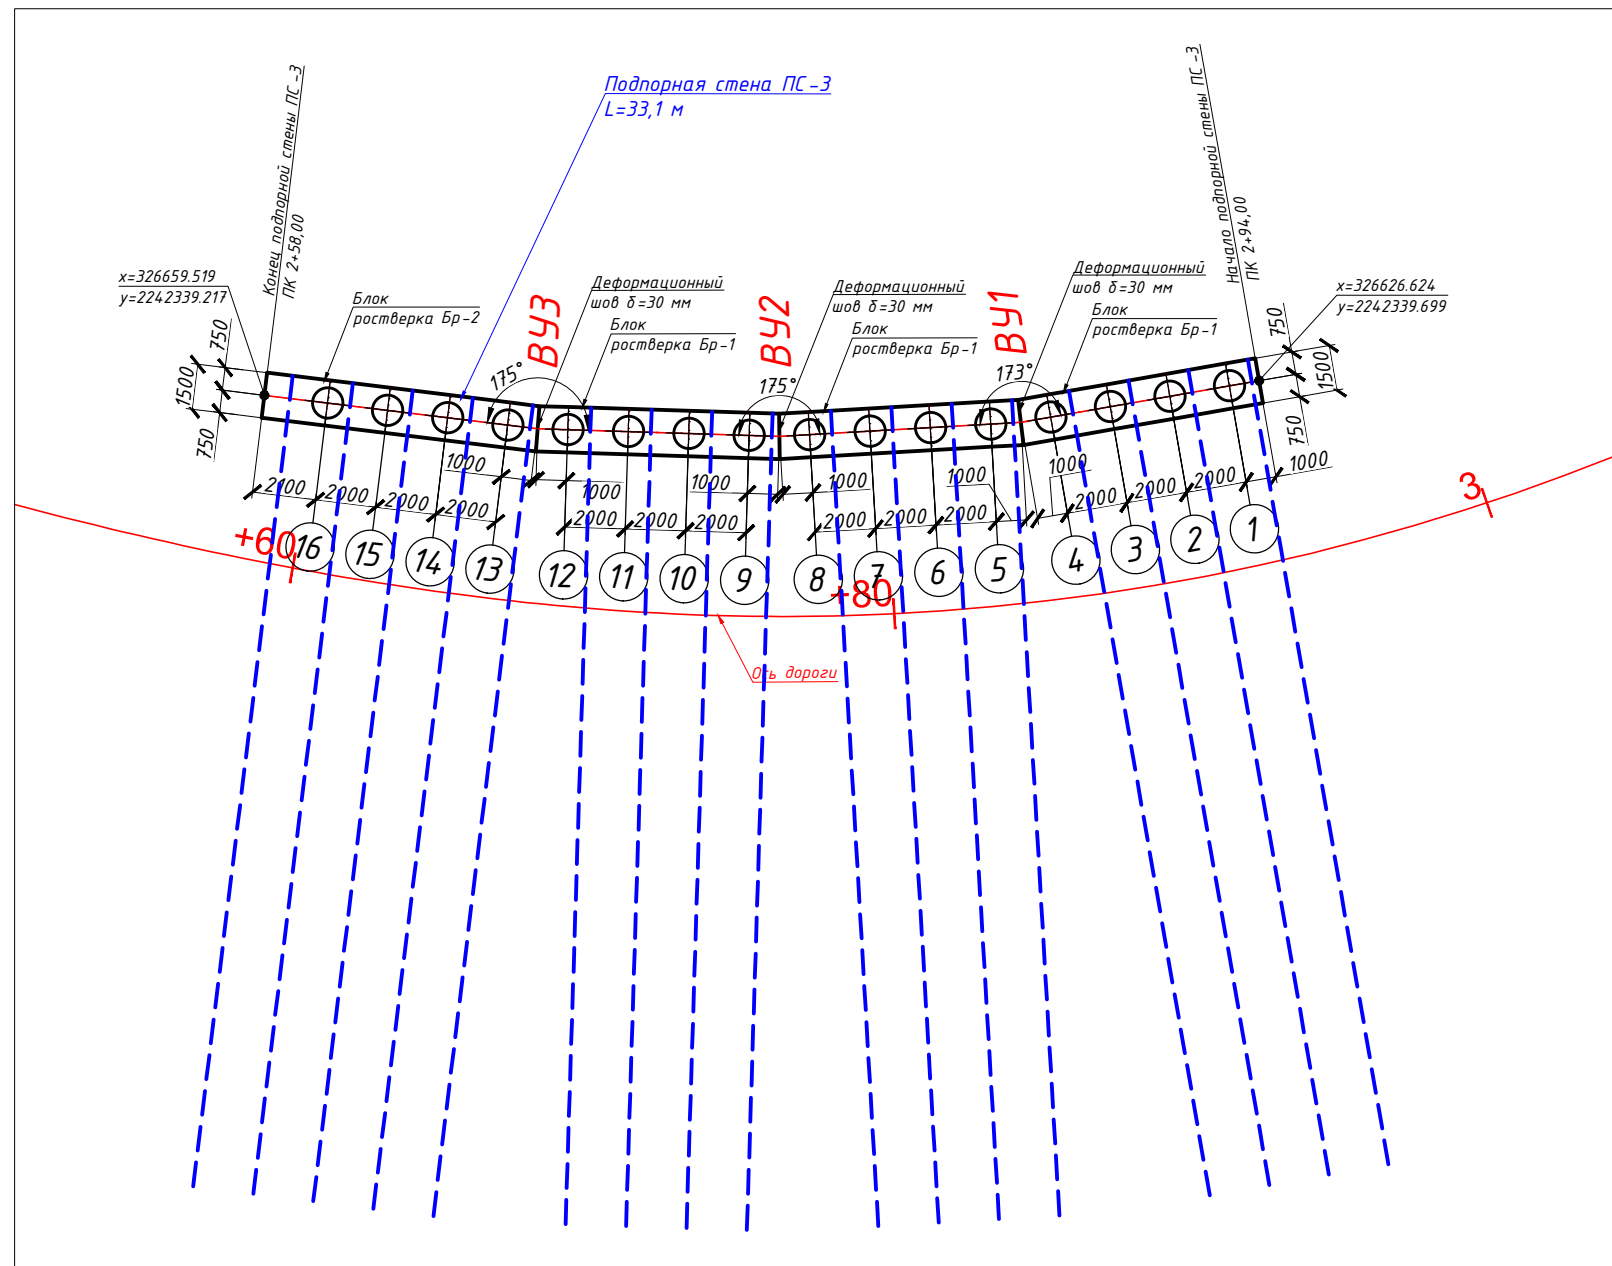 Подпорная стена ПС-3
L=33,1 м
Конец подпорной стены ПС-3
ПК 2+58,00
Начало подпорной стены ПС-3
ПК 2+94,00
x=326659.519
y=2242339.217
Блок
ростверка Бр-2
ВУ3
Деформационный
шов δ=30 мм
Блок
ростверка Бр-1
ВУ2
Деформационный
шов δ=30 мм
Блок
ростверка Бр-1
ВУ1
Деформационный
шов δ=30 мм
Блок
ростверка Бр-1
x=326626.624
y=2242339.699
750
1500
750
175°
175°
173°
750
1500
750
2100
2000
2000
2000
1000
1000
2000
2000
2000
1000
1000
2000
2000
2000
1000
1000
2000
2000
2000
1000
+60
16
15
14
13
12
11
10
9
8
7
6
5
4
3
2
1
+80
3
Ось дороги